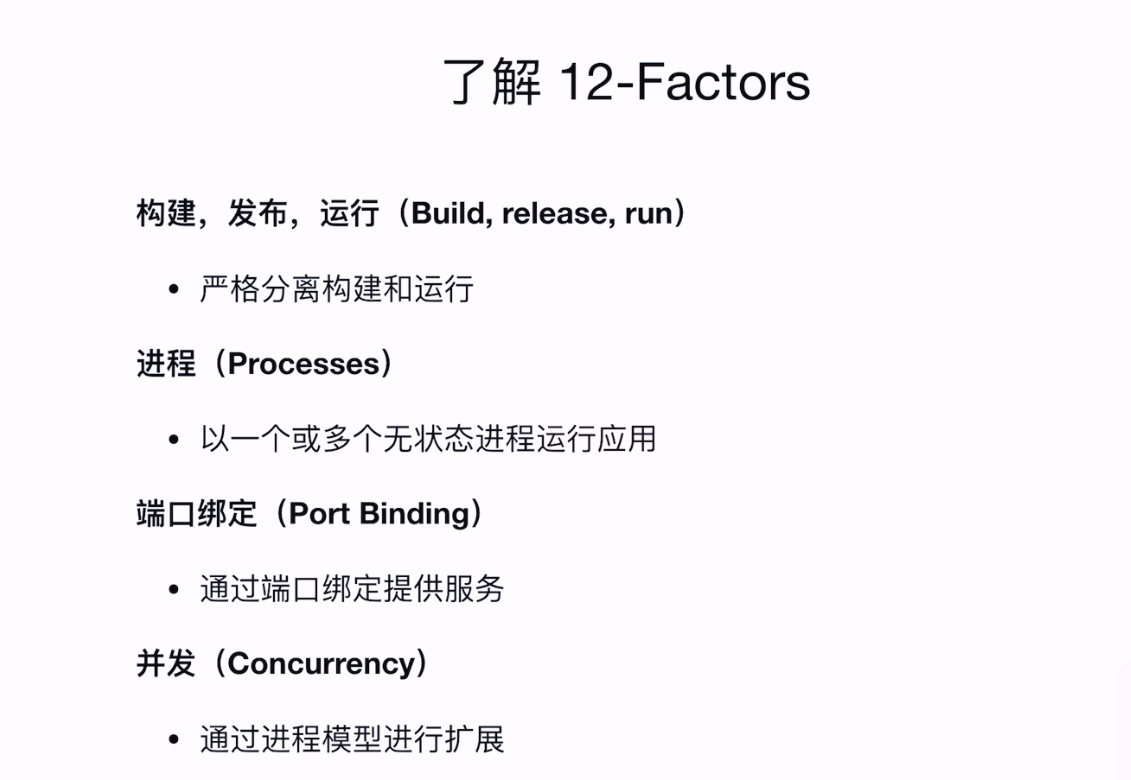 了解 12-Factors
构建，发布，运行（Build, release, run）
• 严格分离构建和运行
进程（Processes）
• 以一个或多个无状态进程运行应用
端口绑定（Port Binding）
• 通过端口绑定提供服务
并发（Concurrency）
• 通过进程模型进行扩展